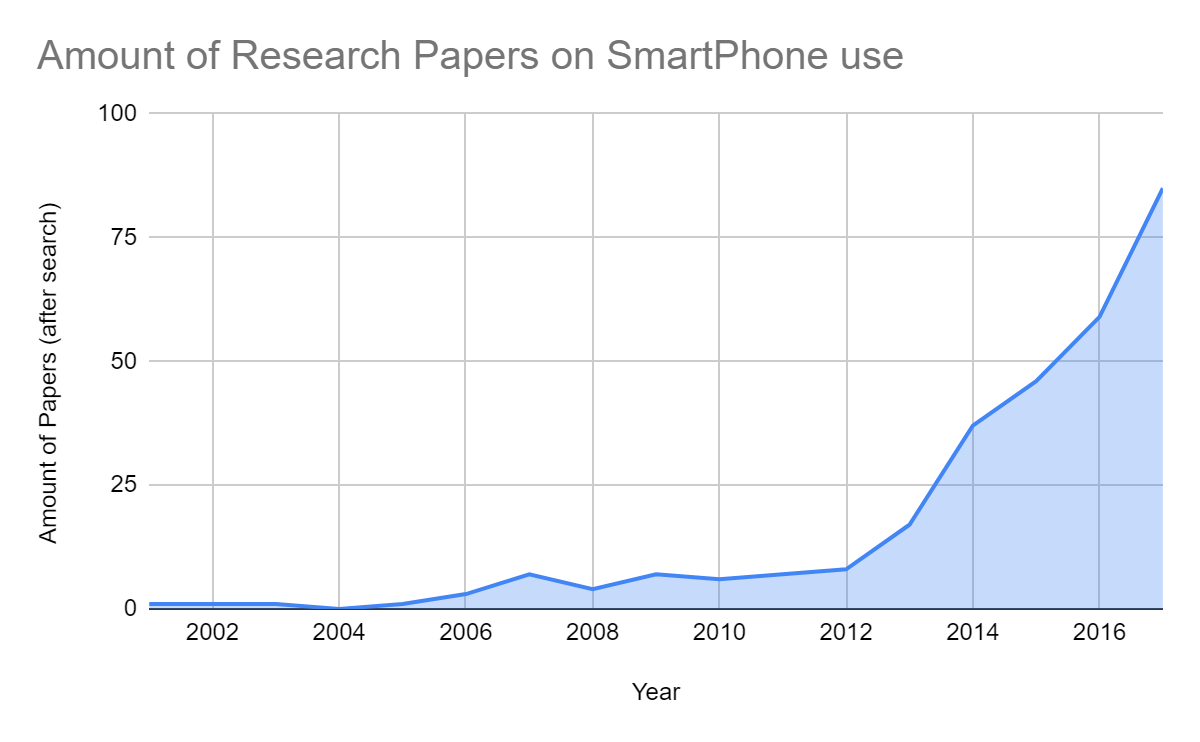 Amount of Research Papers on SmartPhone use
100
75
50
25
0
Amount of Papers (after search)
2002 2004 2006 2008 2010 2012 2014 2016
Year